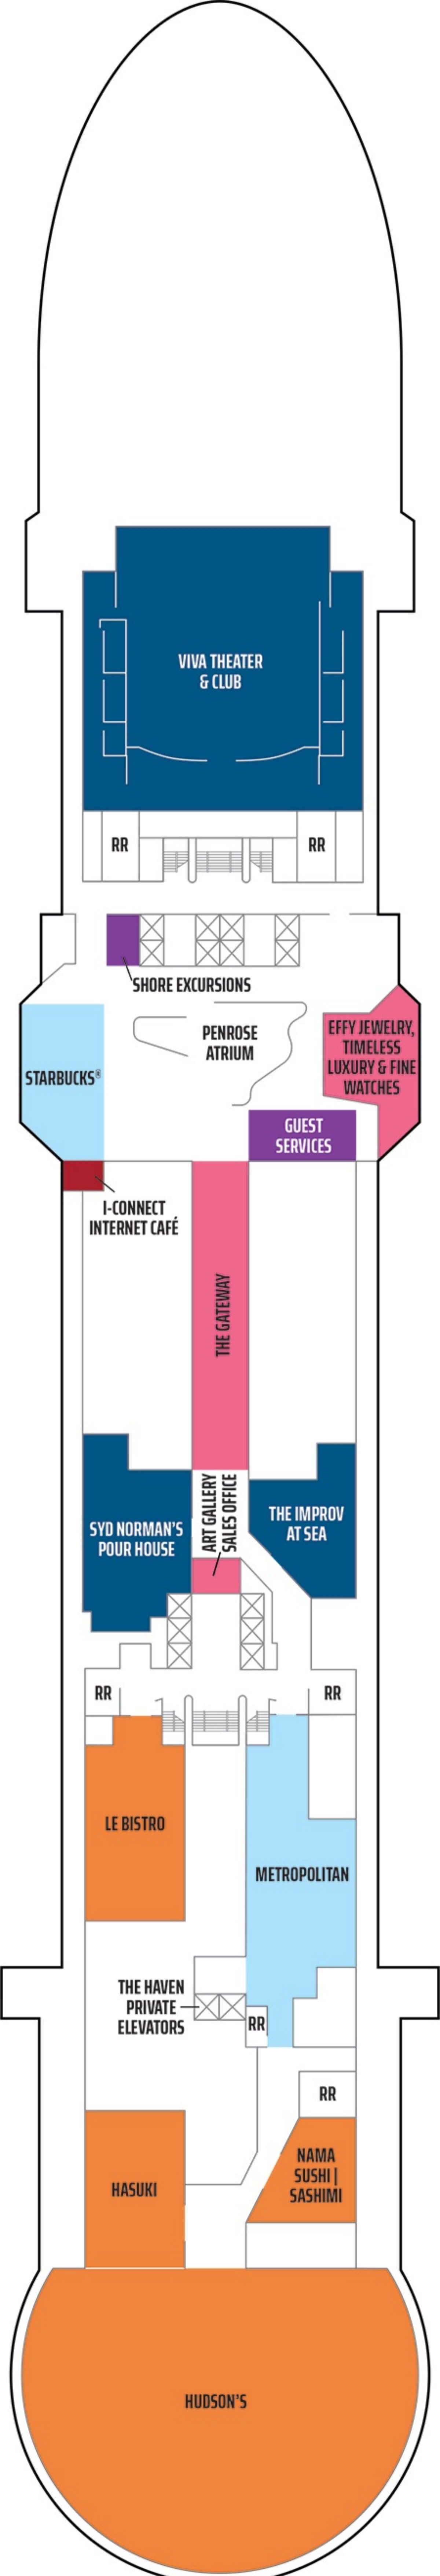 VIVA THEATER
& CLUB
RR
RR
SHORE EXCURSIONS
PENROSE
ATRIUM
EFFY JEWELRY,
TIMELESS
LUXURY & FINE
WATCHES
STARBUCKS®
GUEST
SERVICES
I-CONNECT
INTERNET CAFÉ
THE GATEWAY
ART GALLERY
SALES OFFICE
SYD NORMAN'S
POUR HOUSE
THE IMPROV
AT SEA
RR
RR
LE BISTRO
METROPOLITAN
THE HAVEN
PRIVATE
ELEVATORS
RR
RR
HASUKI
NAMA
SUSHI |
SASHIMI
HUDSON'S